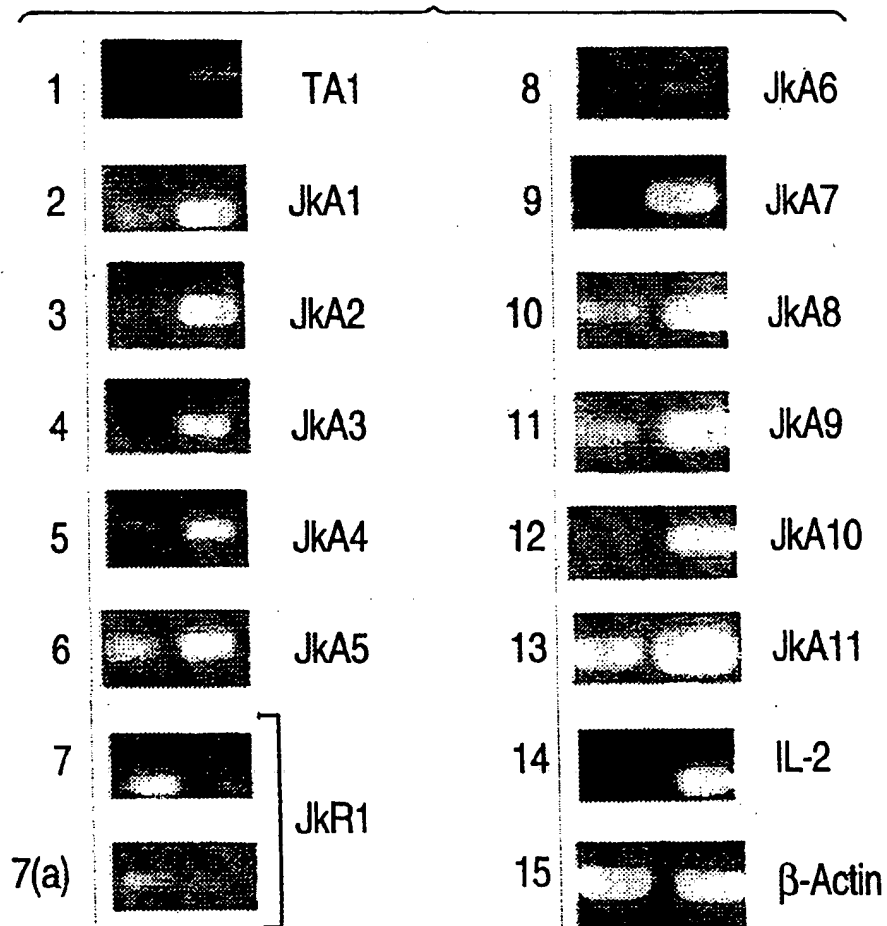 1 TA1
2 JkA1
3 JkA2
4 JkA3
5 JkA4
6 JkA5
7
JkR1
7(a)
8 JkA6
9 JkA7
10 JkA8
11 JkA9
12 JkA10
13 JkA11
14 IL-2
15 β-Actin